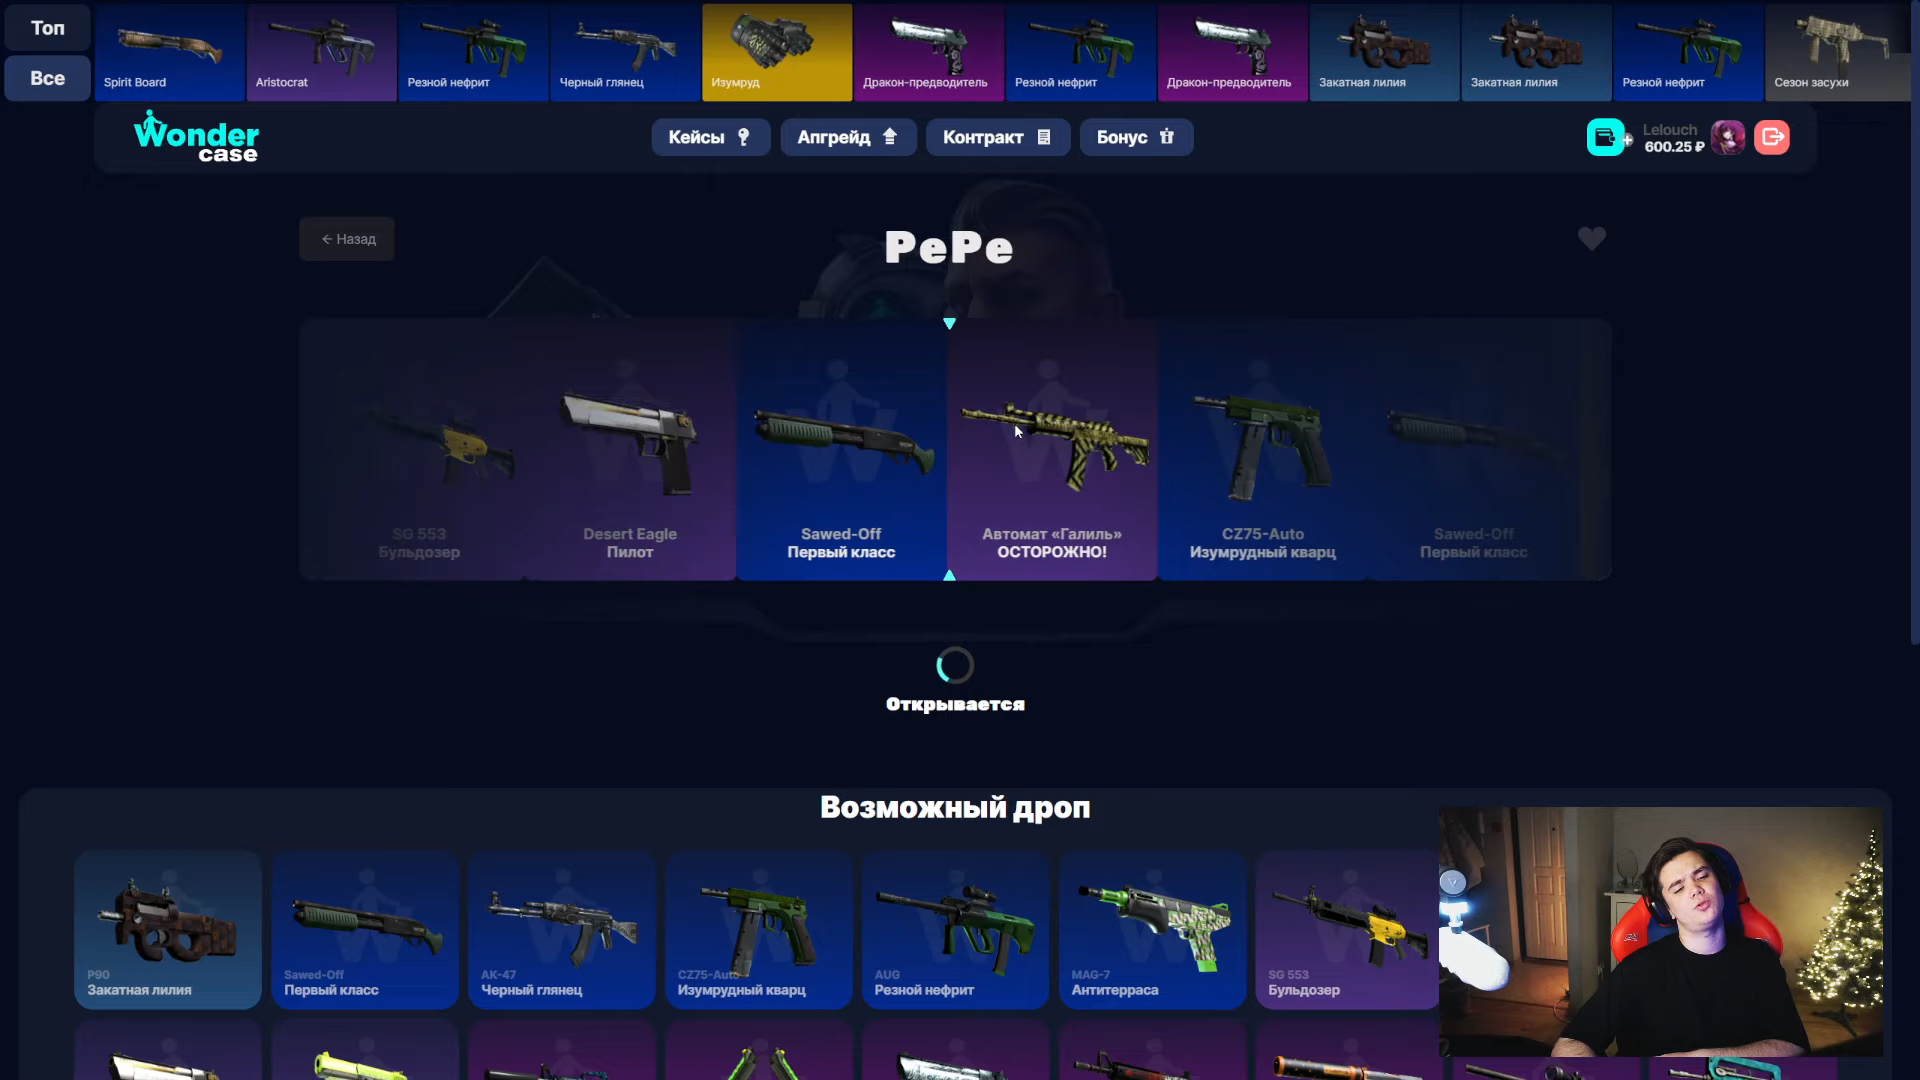 Топ
Все
Spirit Board
Aristocrat
Резной нефрит
Черный глянец
Изумруд
Дракон-предводитель
Резной нефрит
Дракон-предводитель
Закатная лилия
Закатная лилия
Резной нефрит
Сезон засухи
Wonder
case
Кейсы
Апгрейд
Контракт
Бонус
Lelouch
600.25 ₽
← Назад
PePe
SG 553
Бульдозер
Desert Eagle
Пилот
Sawed-Off
Первый класс
Автомат «Галиль»
ОСТОРОЖНО!
CZ75-Auto
Изумрудный кварц
Sawed-Off
Первый класс
Открывается
Возможный дроп
P90
Закатная лилия
Sawed-Off
Первый класс
AK-47
Черный глянец
CZ75-Auto
Изумрудный кварц
AUG
Резной нефрит
MAG-7
Антитерраса
SG 553
Бульдозер